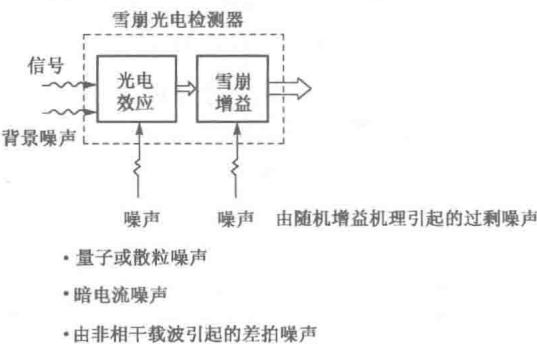 雪崩光电检测器
信号
光电
效应
雪崩
增益
背景噪声
噪声 噪声 由随机增益机理引起的过剩噪声
·量子或散粒噪声
·暗电流噪声
·由非相干载波引起的差拍噪声